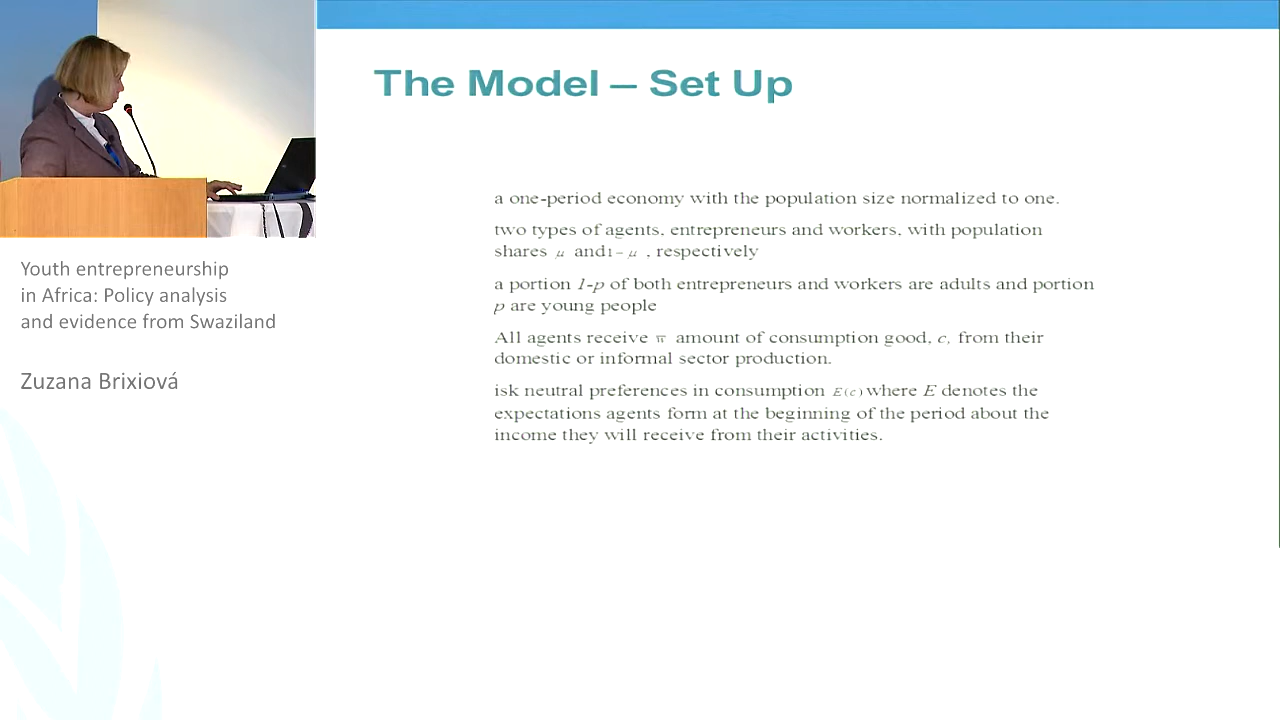 The Model – Set Up
a one-period economy with the population size normalized to one.
two types of agents, entrepreneurs and workers, with population
shares μ and 1 – μ , respectively
a portion 1-p of both entrepreneurs and workers are adults and portion
p are young people
All agents receive π amount of consumption good, c, from their
domestic or informal sector production.
isk neutral preferences in consumption E(c) where E denotes the
expectations agents form at the beginning of the period about the
income they will receive from their activities.
Youth entrepreneurship
in Africa: Policy analysis
and evidence from Swaziland
Zuzana Brixiová